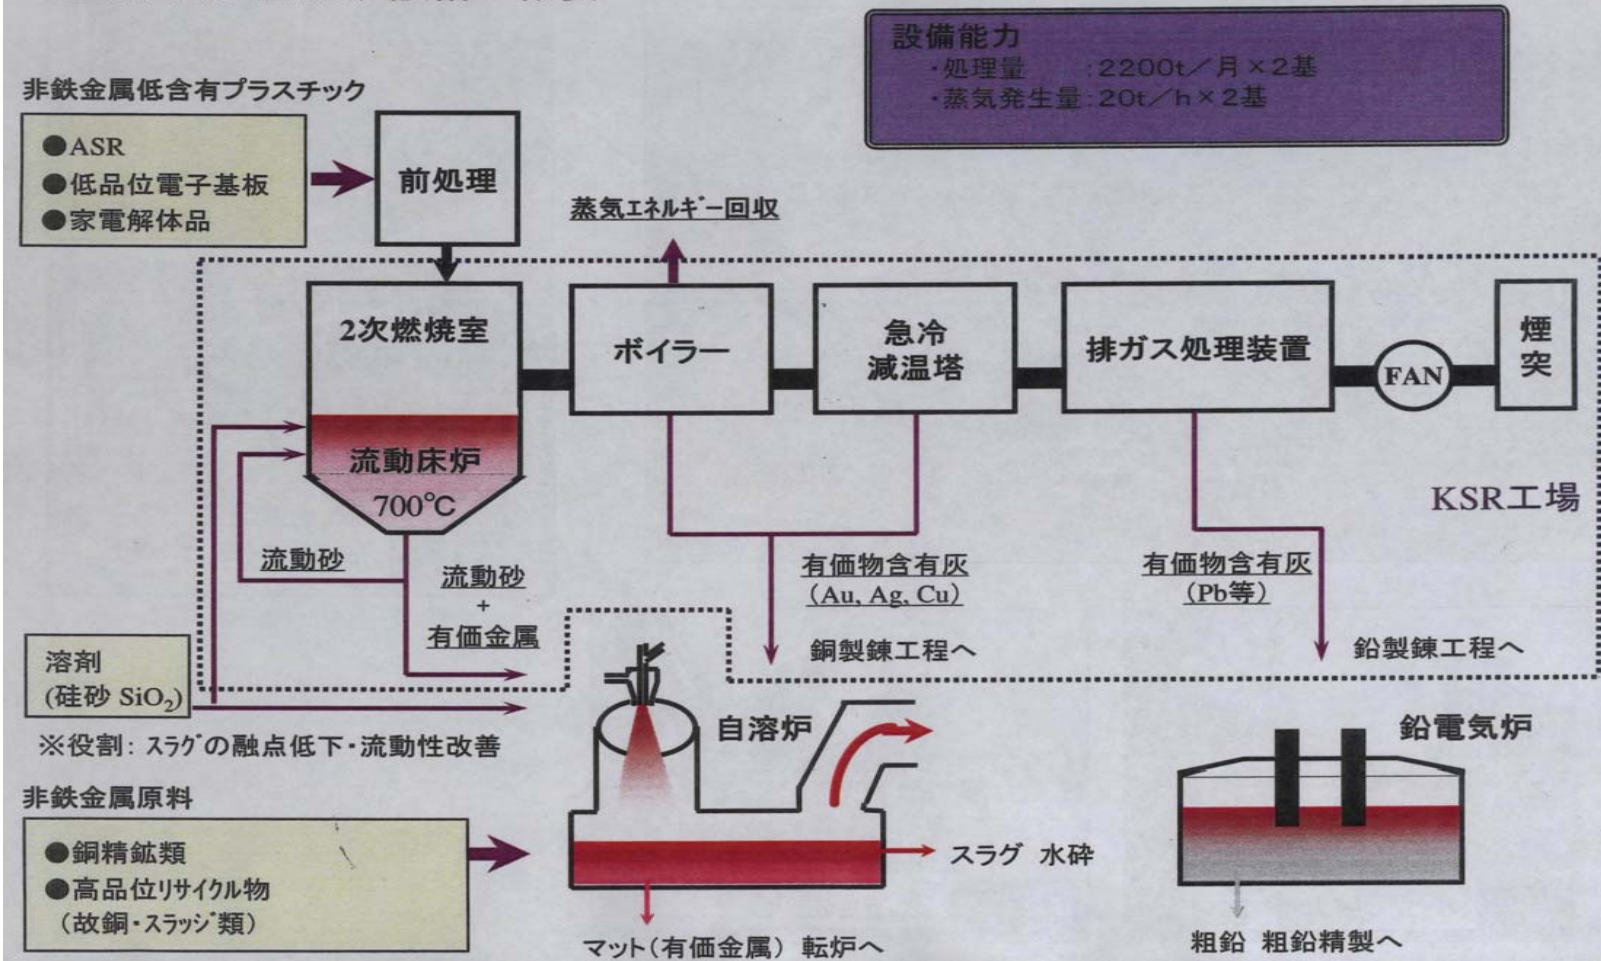 設備能力
・処理量 :2200t/月×2基
・蒸気発生量:20t/h×2基
非鉄金属低含有プラスチック
●ASR
●低品位電子基板
●家電解体品
前処理
蒸気エネルギー回収
2次燃焼室
ボイラー
急冷
減温塔
排ガス処理装置
FAN
煙突
流動床炉
700℃
KSR工場
流動砂
流動砂
+
有価金属
有価物含有灰
(Au, Ag, Cu)
有価物含有灰
(Pb等)
銅製錬工程へ
鉛製錬工程へ
溶剤
(硅砂 SiO₂)
※役割: スラグの融点低下・流動性改善
自溶炉
鉛電気炉
非鉄金属原料
●銅精鉱類
●高品位リサイクル物
(故銅・スラッジ類)
スラグ 水砕
マット(有価金属) 転炉へ
粗鉛 粗鉛精製へ